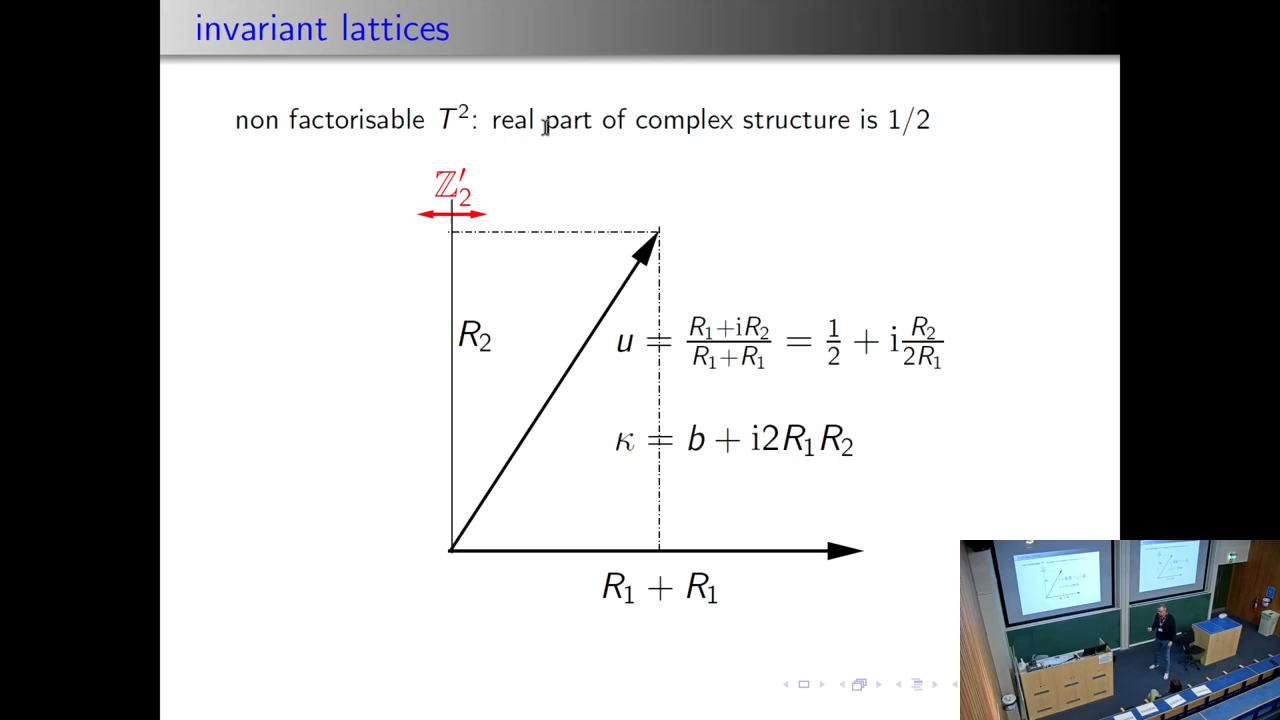 invariant lattices
non factorisable T²: real part of complex structure is 1/2
ℤ′₂
R₂
u = (R₁+iR₂)/(R₁+R₁) = 1/2 + i R₂/(2R₁)
κ = b + i2R₁R₂
R₁ + R₁